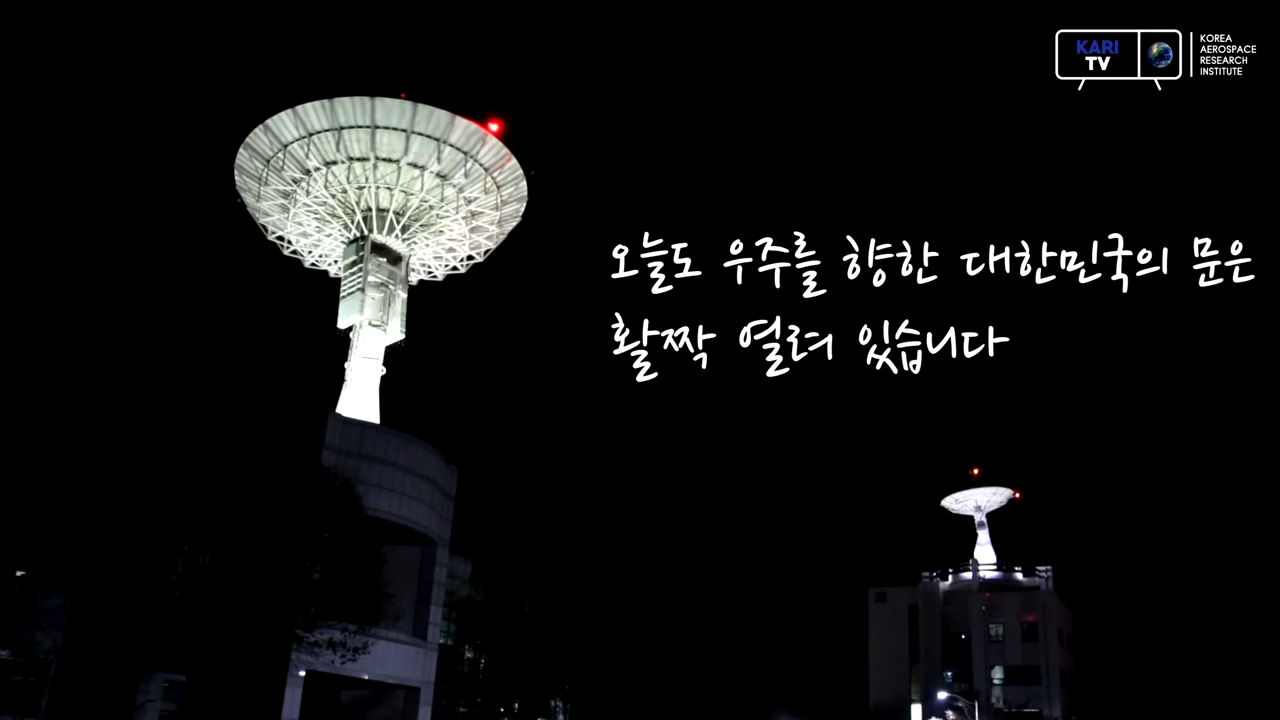 KARI
TV
KOREA
AEROSPACE
RESEARCH
INSTITUTE
오늘도 우주를 향한 대한민국의 문은
활짝 열려 있습니다